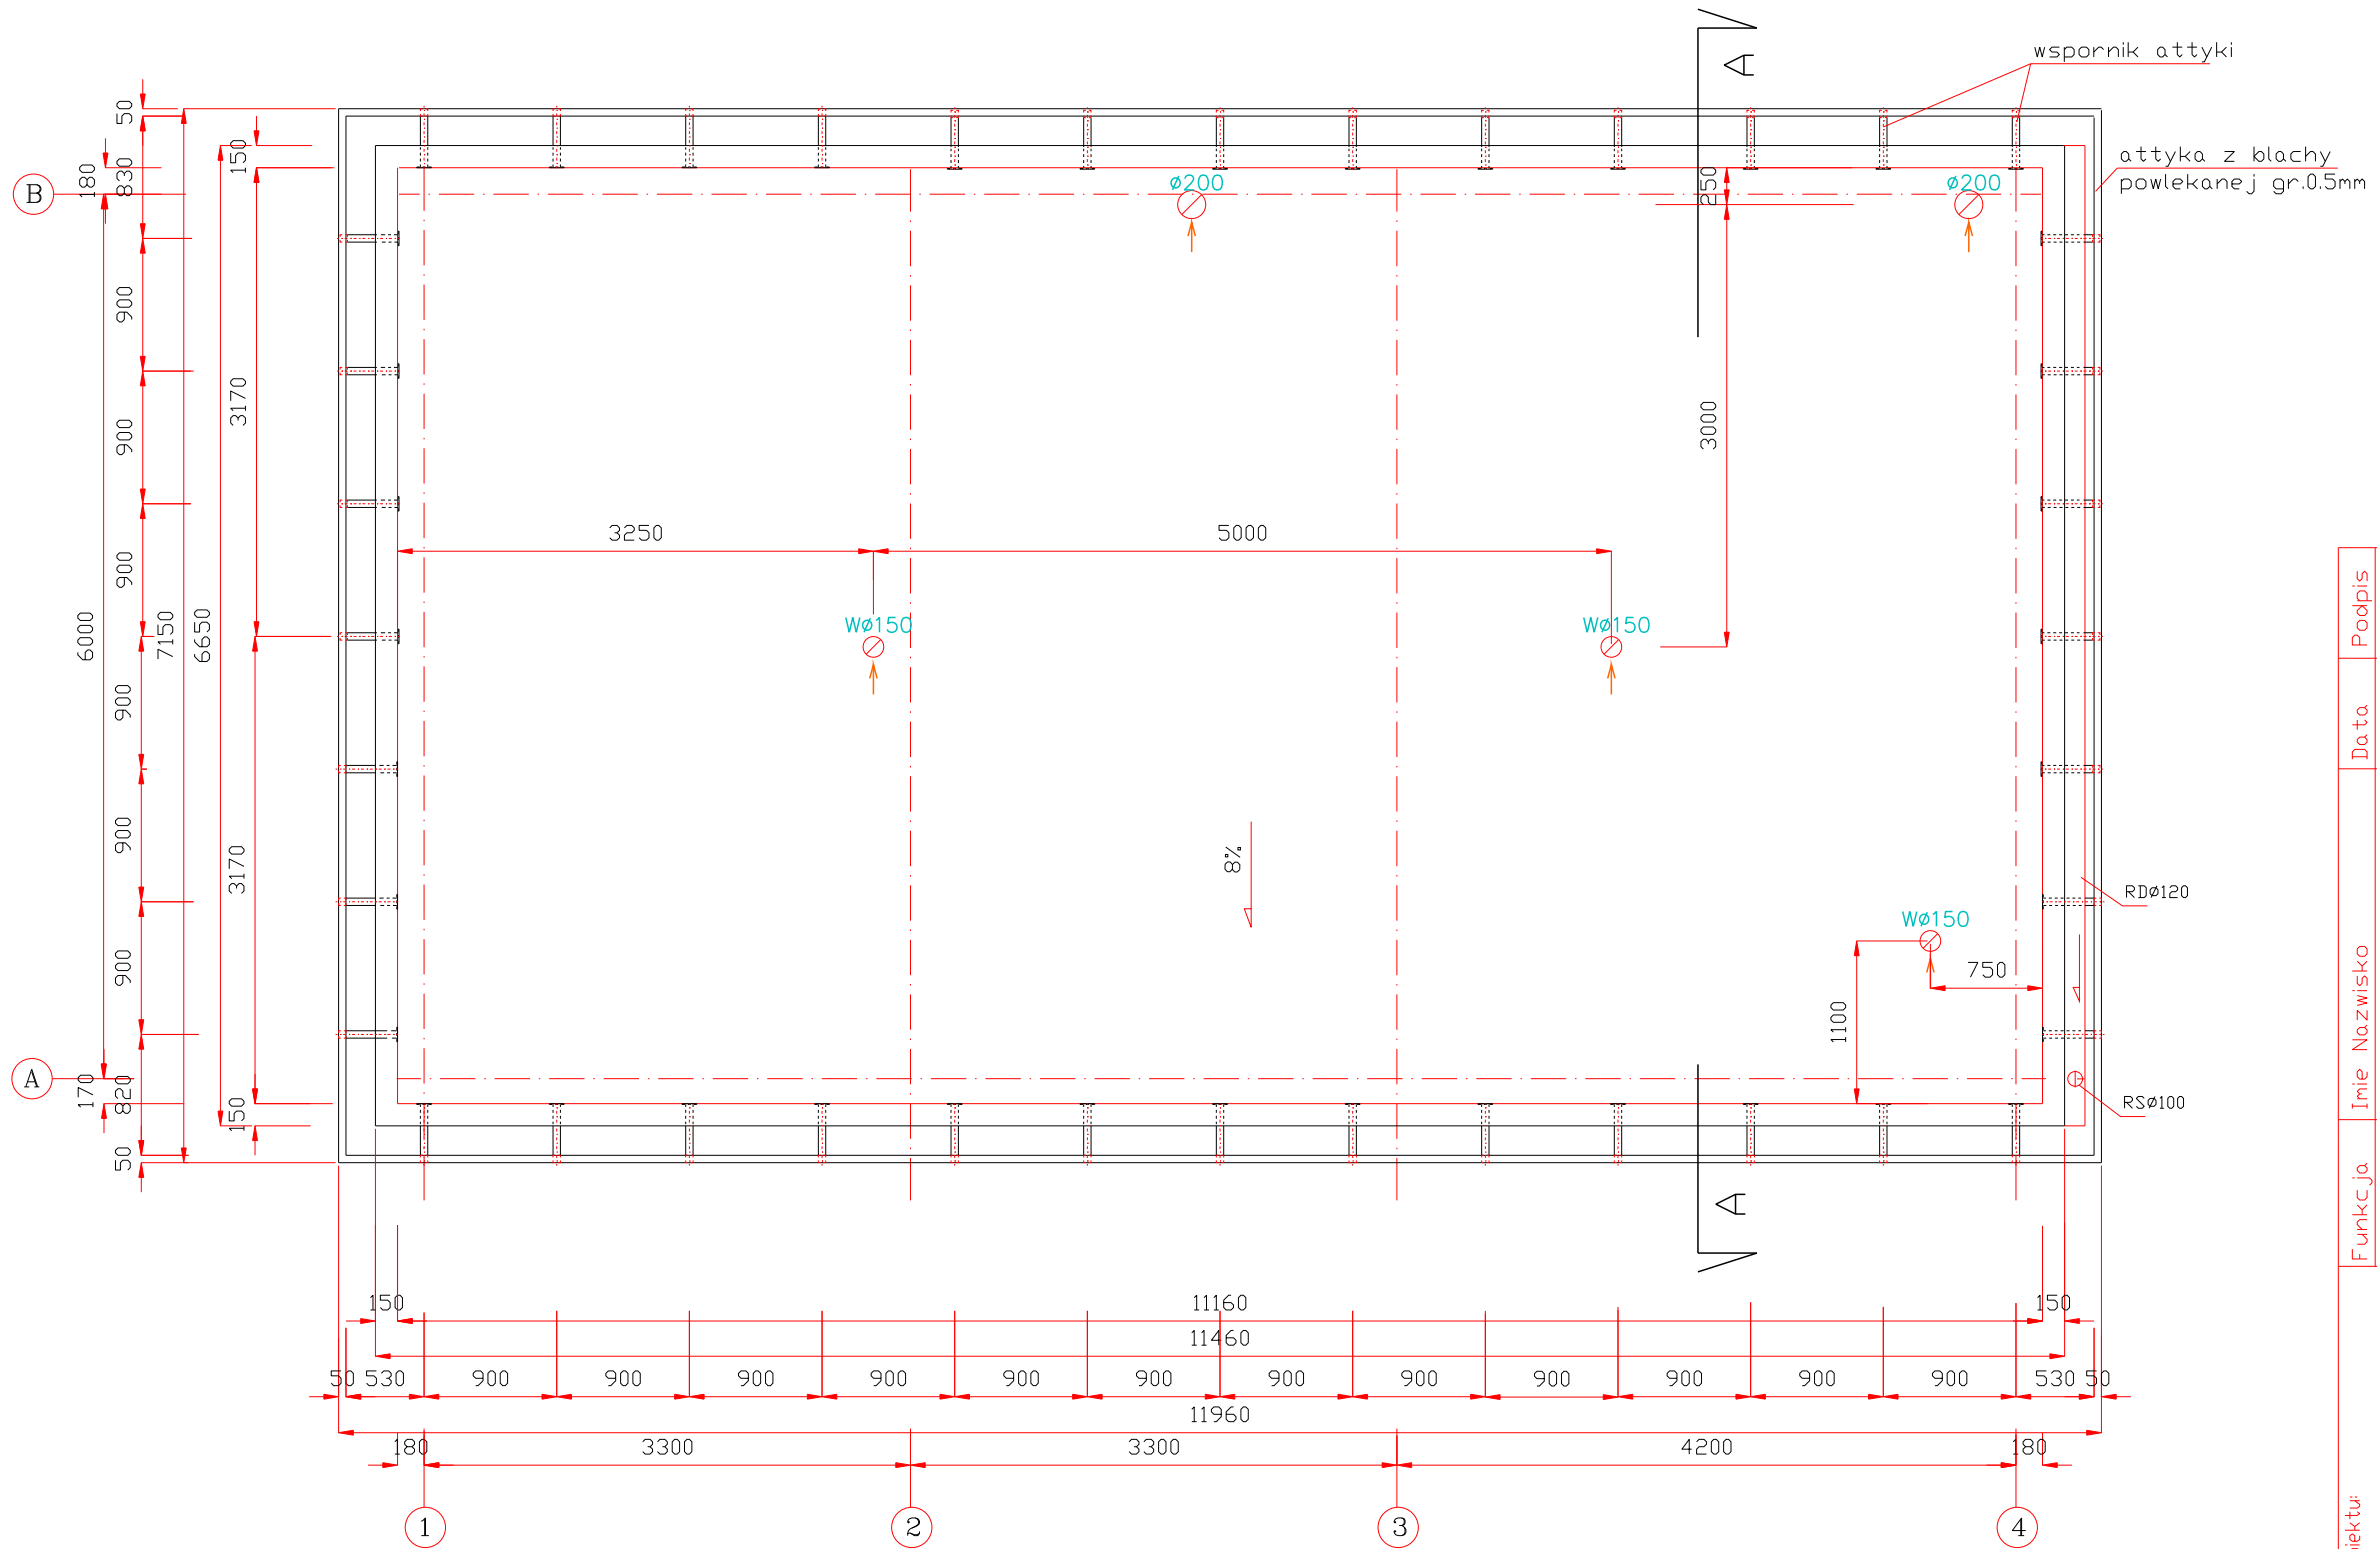 A
wspornik attyki
attyka z blachy
powlekanej gr.0.5mm
50
180
830
150
B
ø200
ø200
250
900
3170
900
3000
3250
5000
900
6000
7150
6650
Wø150
Wø150
900
900
3170
8%
RDø120
Wø150
900
750
1100
A
170
820
150
50
RSø100
A
150
11160
150
11460
50
530
900
900
900
900
900
900
900
900
900
900
900
900
530
50
11960
180
3300
3300
4200
180
1
2
3
4
Podpis
Data
Imie Nazwisko
Funkcja
iektu: